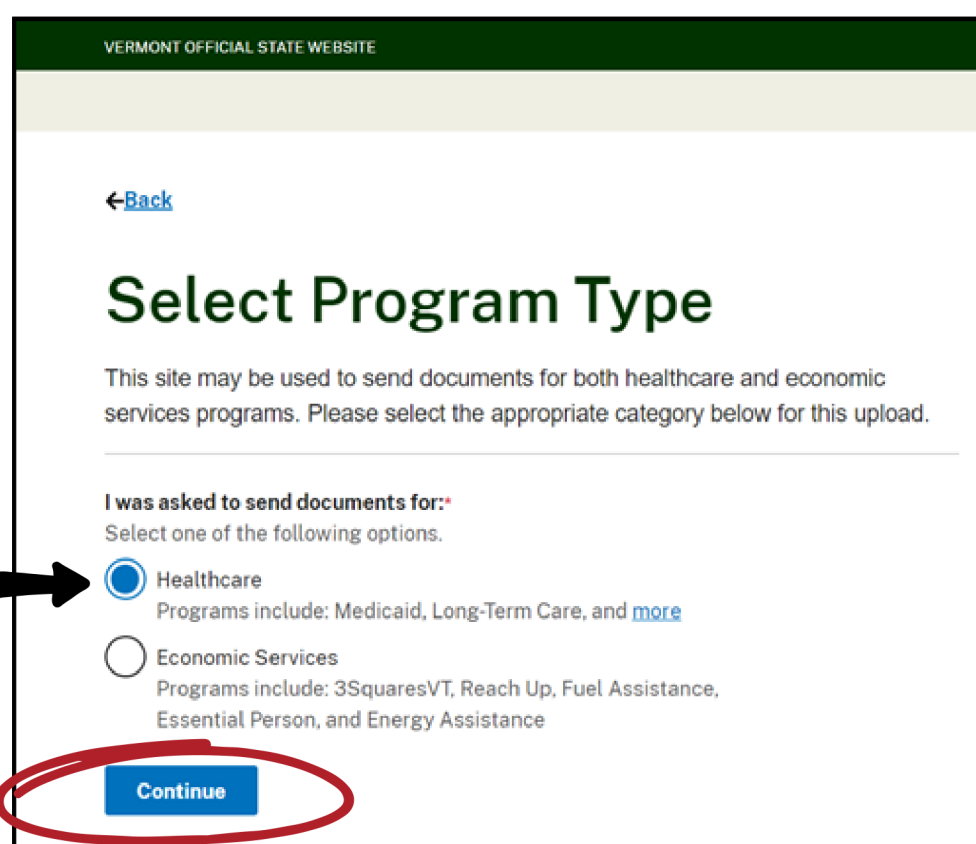 VERMONT OFFICIAL STATE WEBSITE
←Back
Select Program Type
This site may be used to send documents for both healthcare and economic
services programs. Please select the appropriate category below for this upload.
I was asked to send documents for:*
Select one of the following options.
Healthcare
Programs include: Medicaid, Long-Term Care, and more
Economic Services
Programs include: 3SquaresVT, Reach Up, Fuel Assistance,
Essential Person, and Energy Assistance
Continue